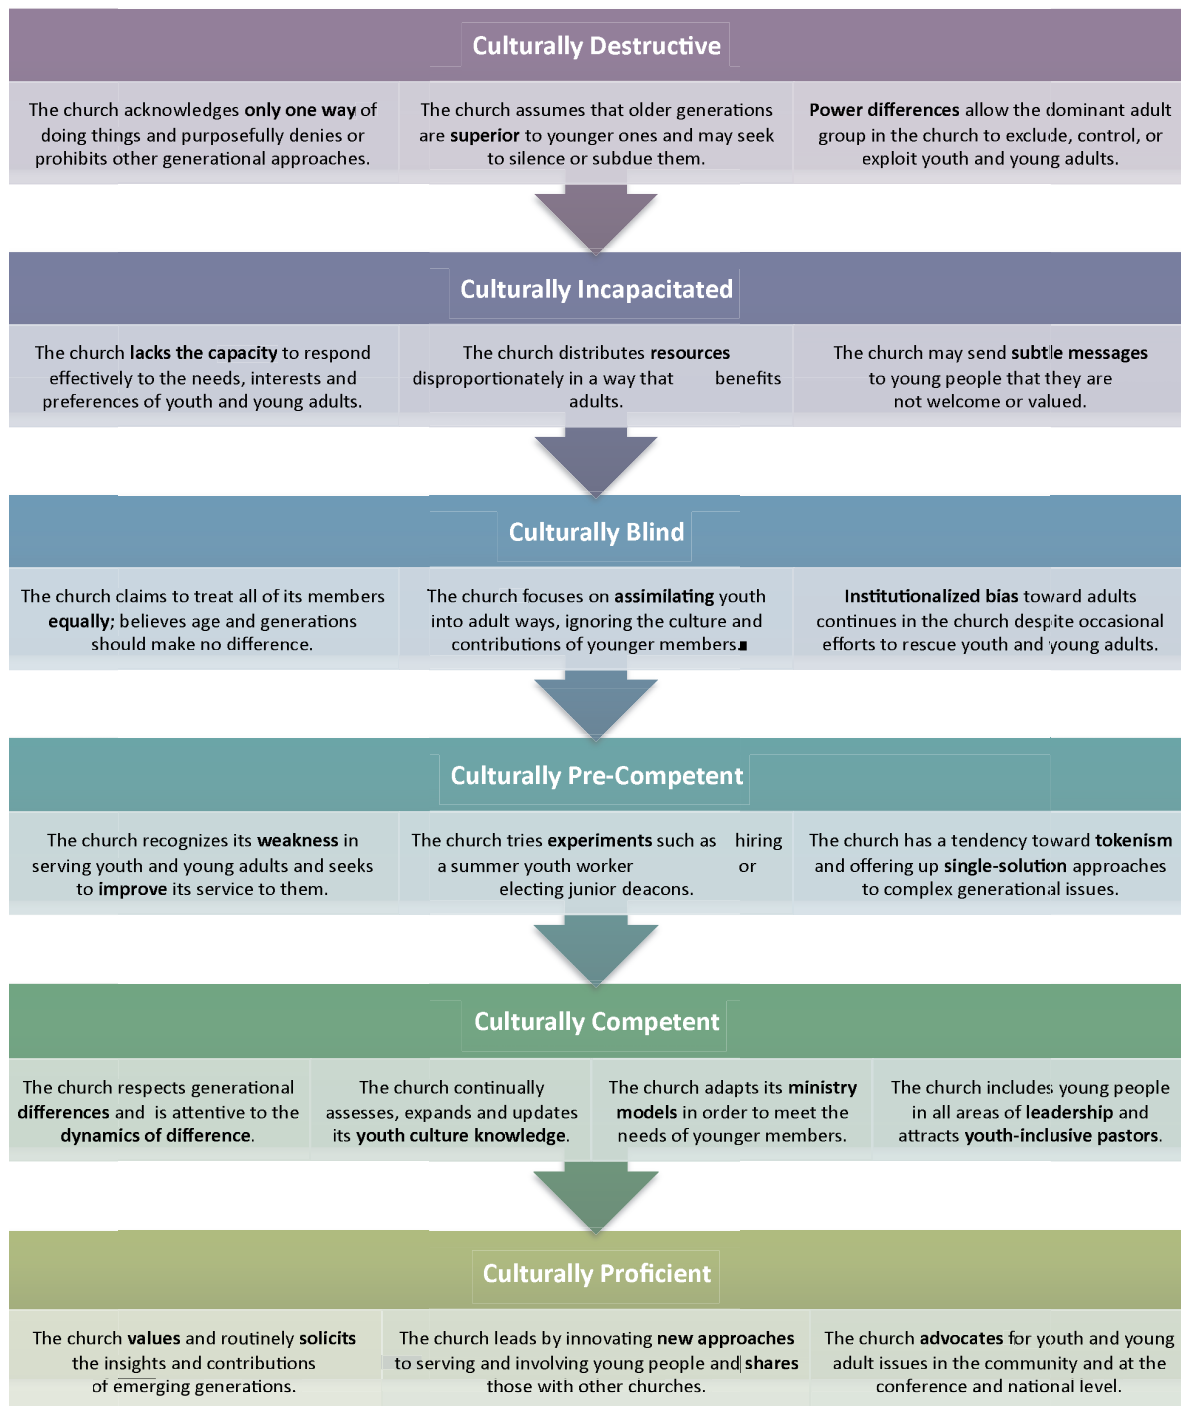 Culturally Destructive
The church acknowledges only one way of
doing things and purposefully denies or
prohibits other generational approaches.
The church assumes that older generations
are superior to younger ones and may seek
to silence or subdue them.
Power differences allow the dominant adult
group in the church to exclude, control, or
exploit youth and young adults.
Culturally Incapacitated
The church lacks the capacity to respond
effectively to the needs, interests and
preferences of youth and young adults.
The church distributes resources
disproportionately in a way that benefits
adults.
The church may send subtle messages
to young people that they are
not welcome or valued.
Culturally Blind
The church claims to treat all of its members
equally; believes age and generations
should make no difference.
The church focuses on assimilating youth
into adult ways, ignoring the culture and
contributions of younger members.
Institutionalized bias toward adults
continues in the church despite occasional
efforts to rescue youth and young adults.
Culturally Pre-Competent
The church recognizes its weakness in
serving youth and young adults and seeks
to improve its service to them.
The church tries experiments such as hiring
a summer youth worker or
electing junior deacons.
The church has a tendency toward tokenism
and offering up single-solution approaches
to complex generational issues.
Culturally Competent
The church respects generational
differences and is attentive to the
dynamics of difference.
The church continually
assesses, expands and updates
its youth culture knowledge.
The church adapts its ministry
models in order to meet the
needs of younger members.
The church includes young people
in all areas of leadership and
attracts youth-inclusive pastors.
Culturally Proficient
The church values and routinely solicits
the insights and contributions
of emerging generations.
The church leads by innovating new approaches
to serving and involving young people and shares
those with other churches.
The church advocates for youth and young
adult issues in the community and at the
conference and national level.